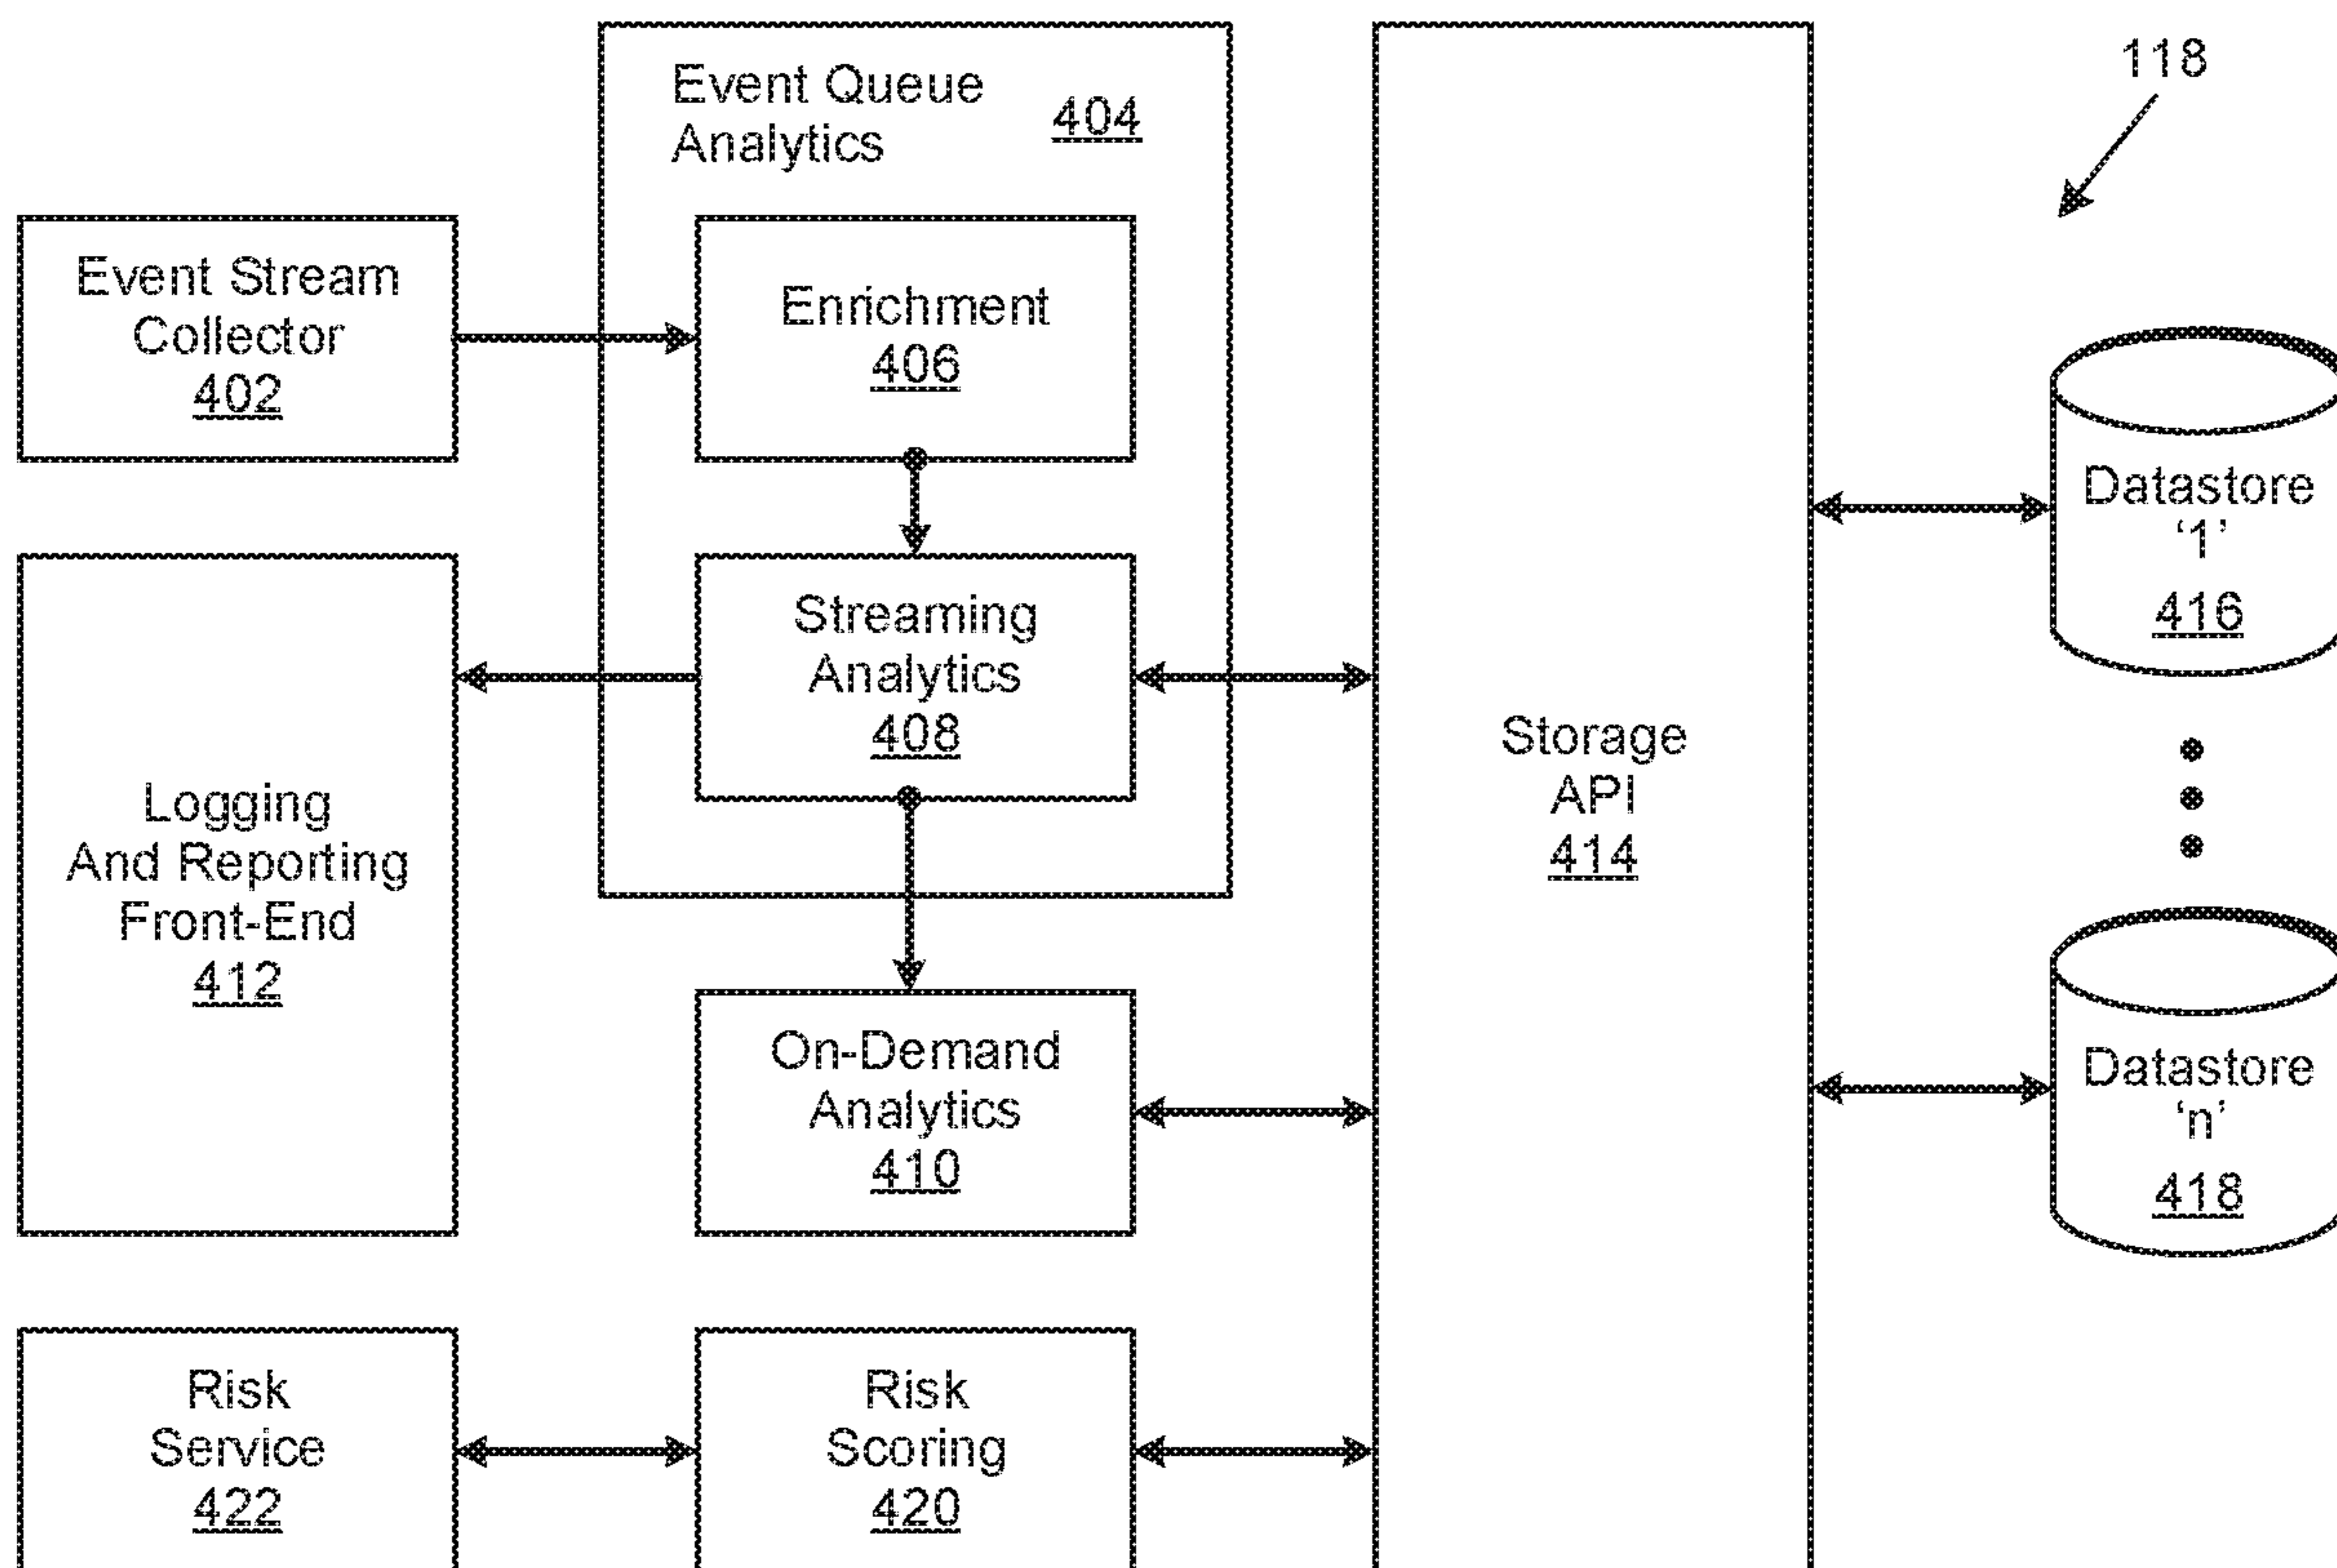 Event Queue
Analytics
404
118
Event Stream
Collector
402
Enrichment
406
Streaming
Analytics
408
Logging
And Reporting
Front-End
412
On-Demand
Analytics
410
Storage
API
414
Datastore
‘1’
416
Datastore
‘n’
418
Risk
Service
422
Risk
Scoring
420